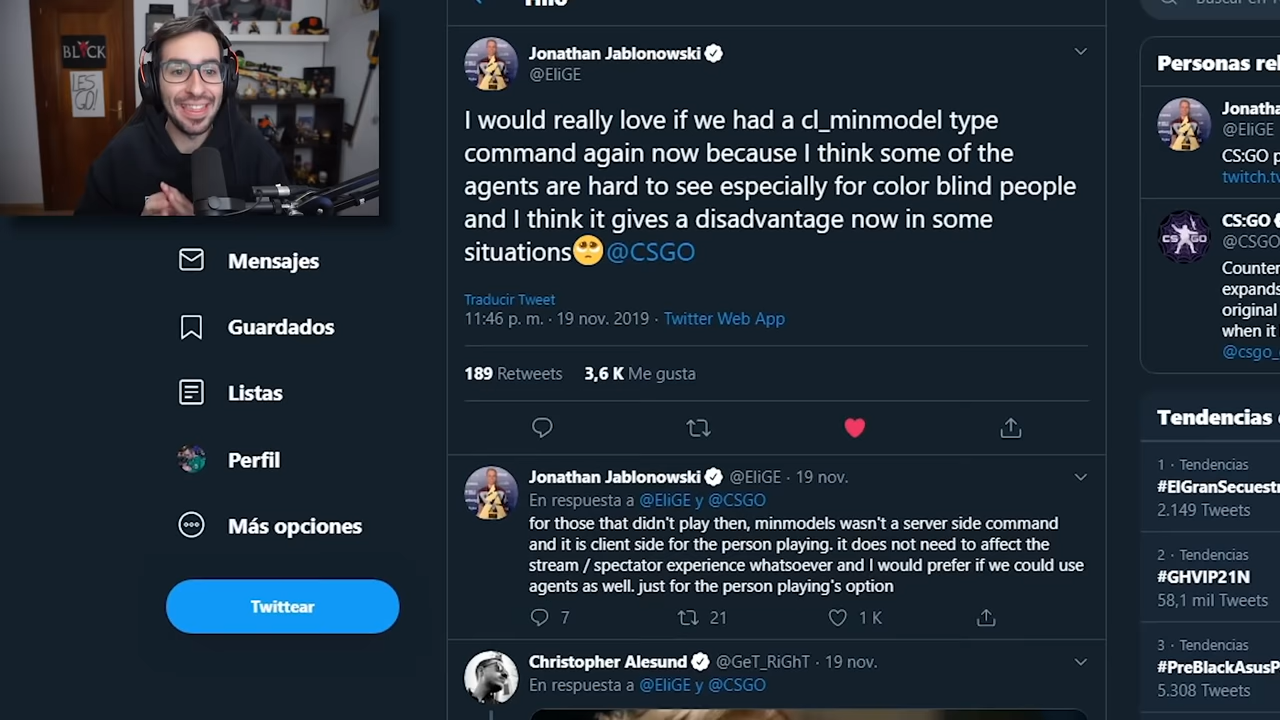 BLCK
LES
GO!
Jonathan Jablonowski
@EliGE
I would really love if we had a cl_minmodel type
command again now because I think some of the
agents are hard to see especially for color blind people
and I think it gives a disadvantage now in some
situations🥺@CSGO
Traducir Tweet
11:46 p. m. · 19 nov. 2019 · Twitter Web App
189 Retweets 3,6 K Me gusta
Jonathan Jablonowski @EliGE · 19 nov.
En respuesta a @EliGE y @CSGO
for those that didn't play then, minmodels wasn't a server side command
and it is client side for the person playing. it does not need to affect the
stream / spectator experience whatsoever and I would prefer if we could use
agents as well. just for the person playing's option
7 21 1 K
Christopher Alesund @GeT_RiGhT · 19 nov.
En respuesta a @EliGE y @CSGO
Mensajes
Guardados
Listas
Perfil
Más opciones
Twittear
Buscar en
Personas rel
Jonatha
@EliGE
CS:GO p
twitch.tv
CS:GO
@CSGO
Counter
expands
original
when it
@csgo_
Tendencias
1 · Tendencias
#ElGranSecuestr
2.149 Tweets
2 · Tendencias
#GHVIP21N
58,1 mil Tweets
3 · Tendencias
#PreBlackAsusP
5.308 Tweets